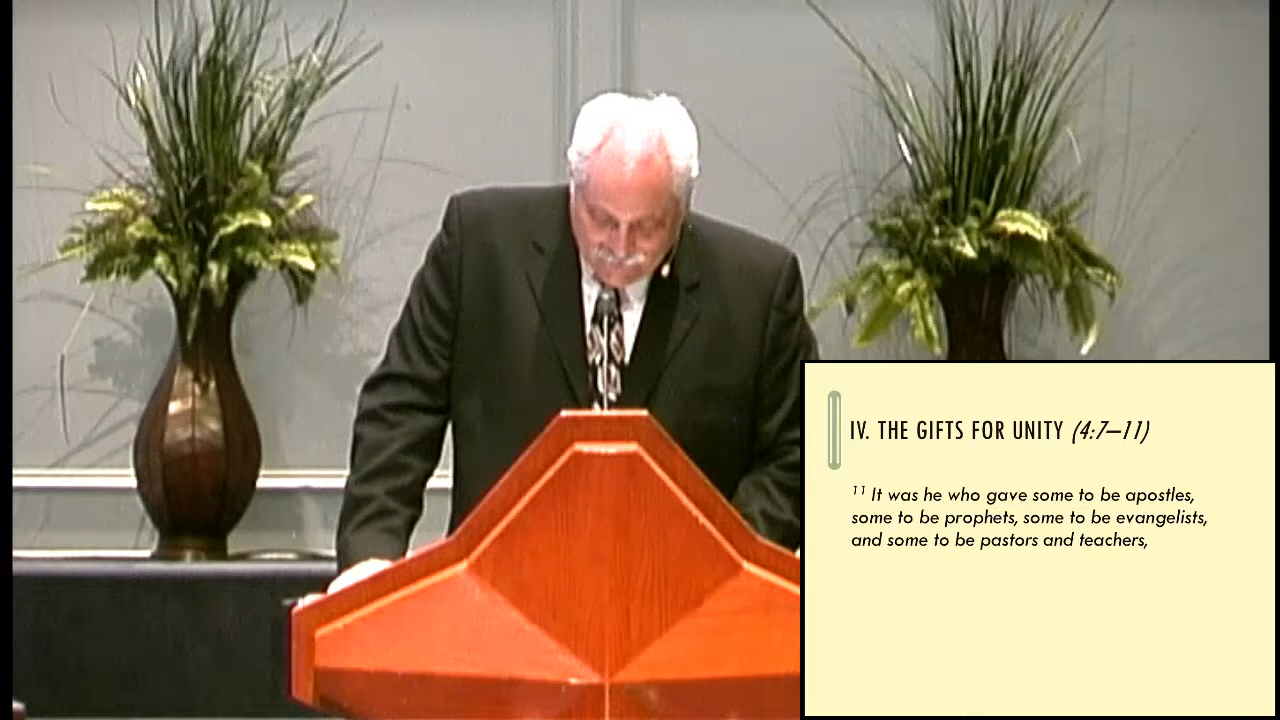 IV. THE GIFTS FOR UNITY (4:7–11)
¹¹ It was he who gave some to be apostles,
some to be prophets, some to be evangelists,
and some to be pastors and teachers,